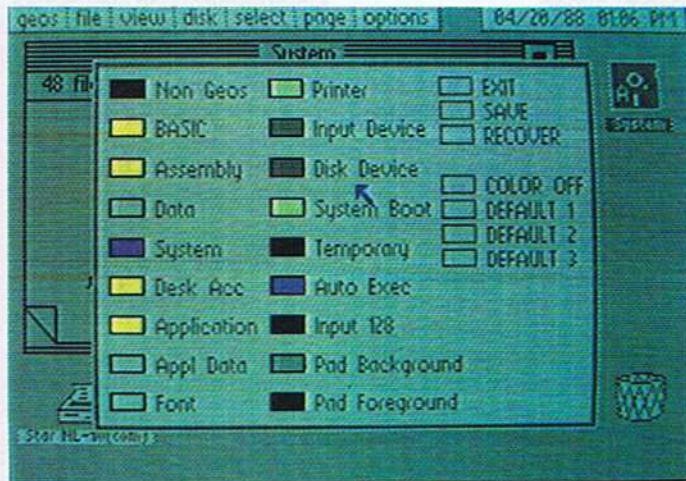 geos file view disk select page options 04/20/88 01:06 PM
System
48 fil
Non Geos
BASIC
Assembly
Data
System
Desk Acc
Application
Appl Data
Font
Printer
Input Device
Disk Device
System Boot
Temporary
Auto Exec
Input 128
Pad Background
Pad Foreground
EXIT
SAVE
RECOVER
COLOR OFF
DEFAULT 1
DEFAULT 2
DEFAULT 3
System
Star